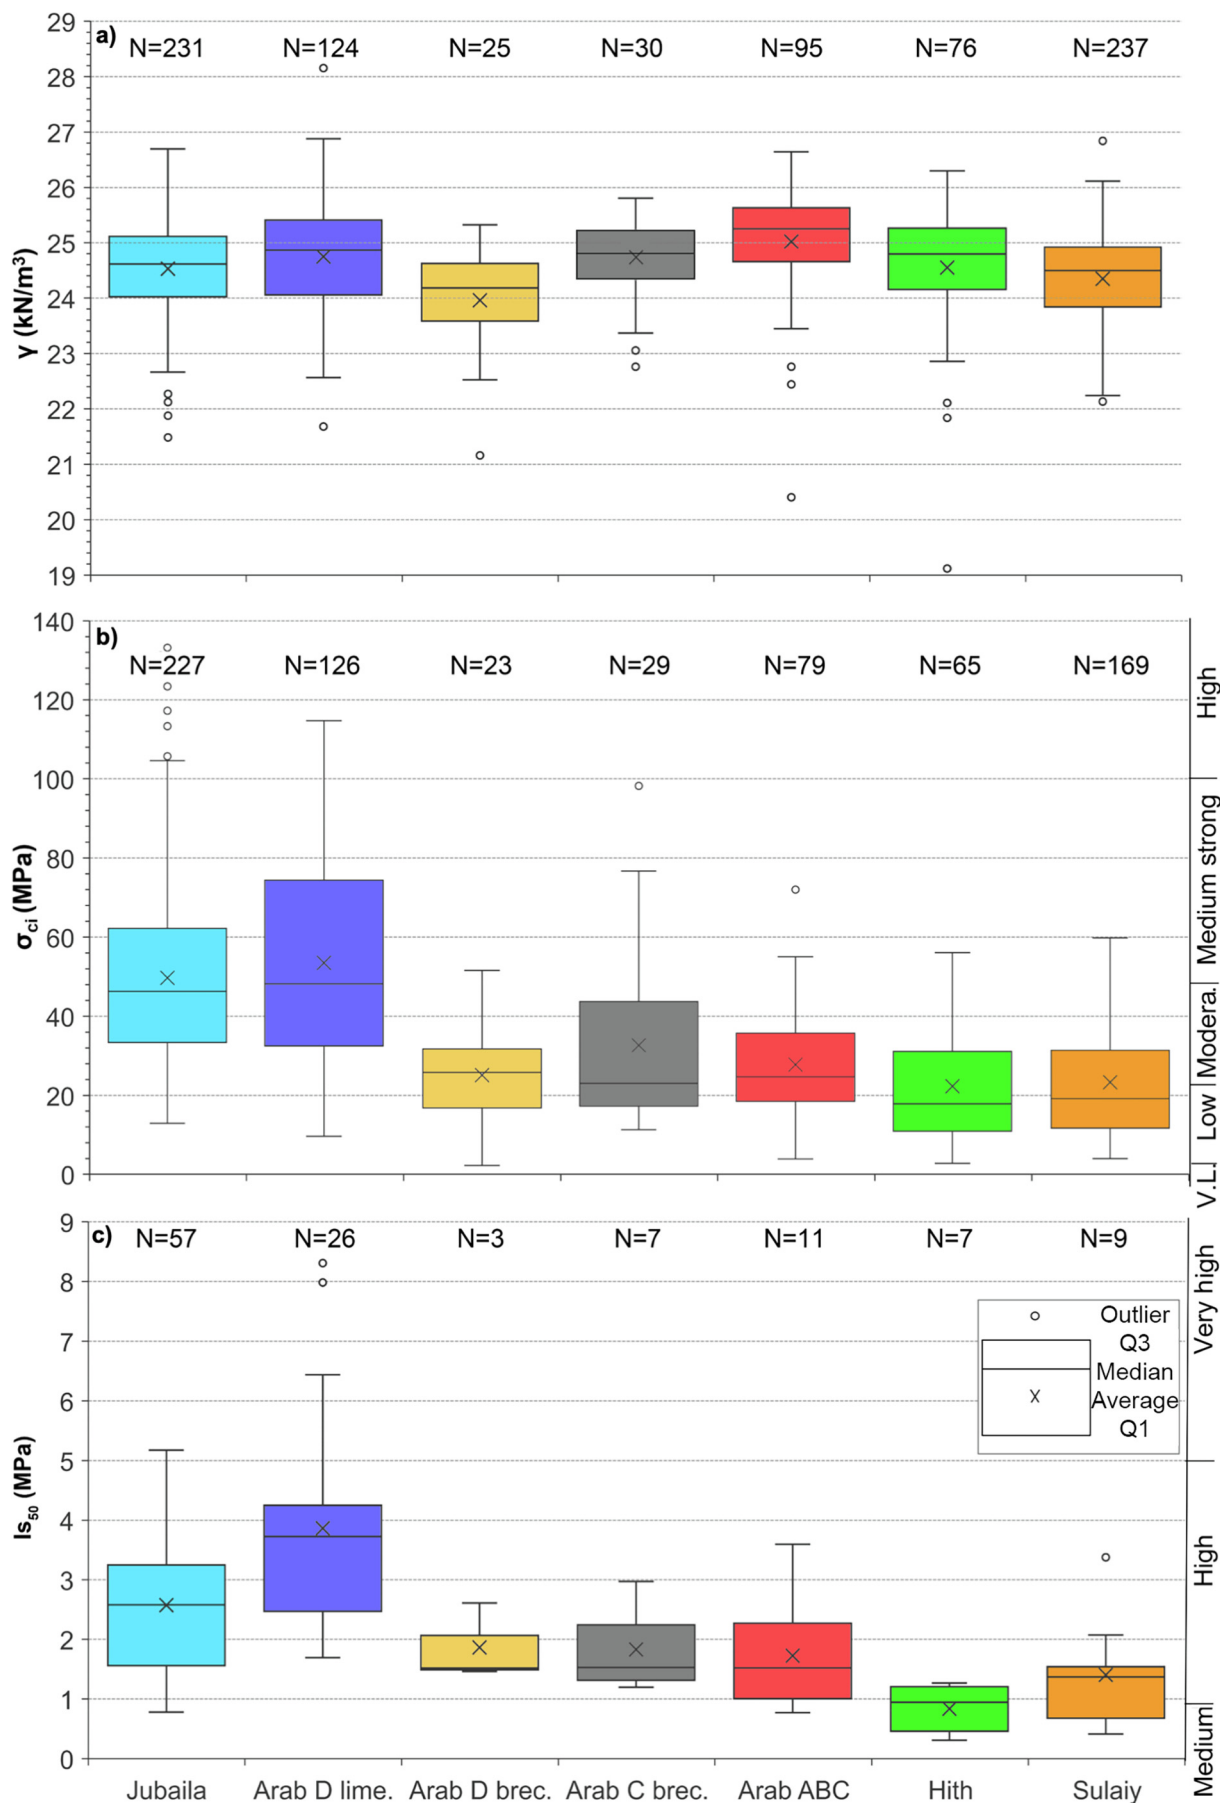 a)
N=231 N=124 N=25 N=30 N=95 N=76 N=237
29
28
27
26
25
24
23
22
21
20
19
γ (kN/m³)
b)
N=227 N=126 N=23 N=29 N=79 N=65 N=169
140
120
100
80
60
40
20
0
σci (MPa)
High
Medium strong
Modera.
Low
V.L.
c)
N=57 N=26 N=3 N=7 N=11 N=7 N=9
9
8
7
6
5
4
3
2
1
0
Is50 (MPa)
Outlier
Q3
Median
Average
Q1
Very high
High
Medium
Jubaila Arab D lime. Arab D brec. Arab C brec. Arab ABC Hith Sulaiy